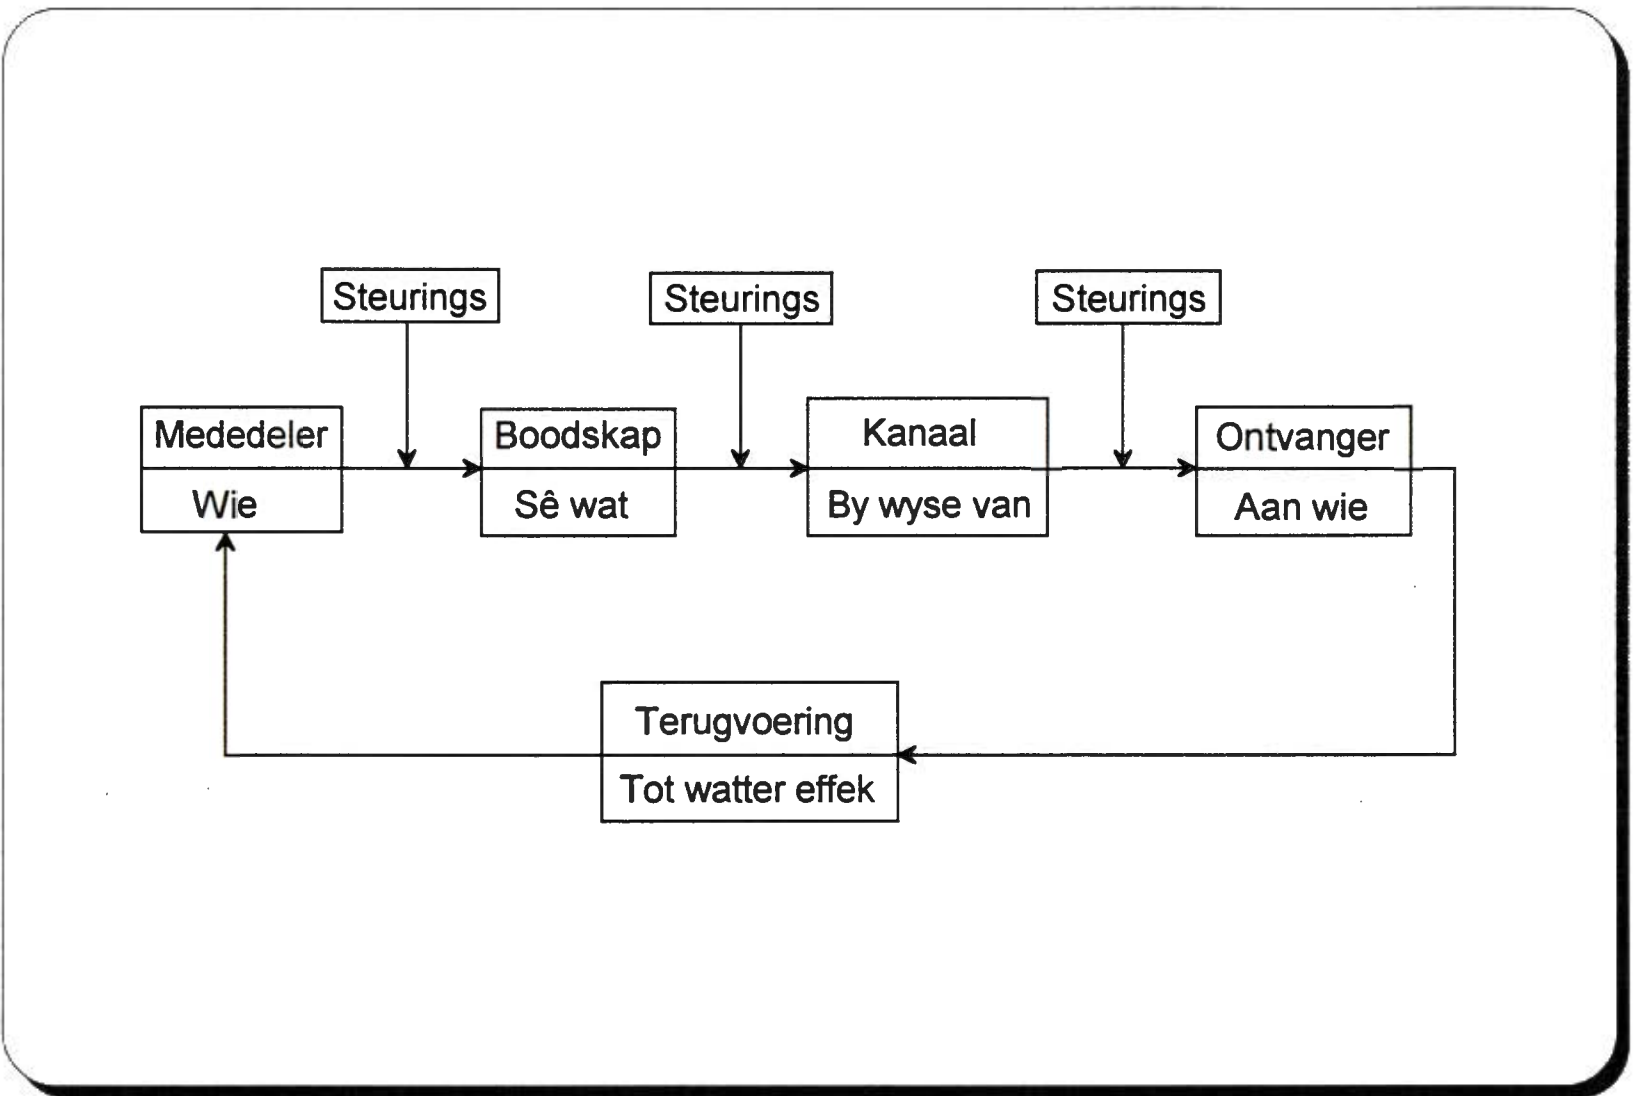 Steurings
Steurings
Steurings
Mededeler
Wie
Boodskap
Sê wat
Kanaal
By wyse van
Ontvanger
Aan wie
Terugvoering
Tot watter effek